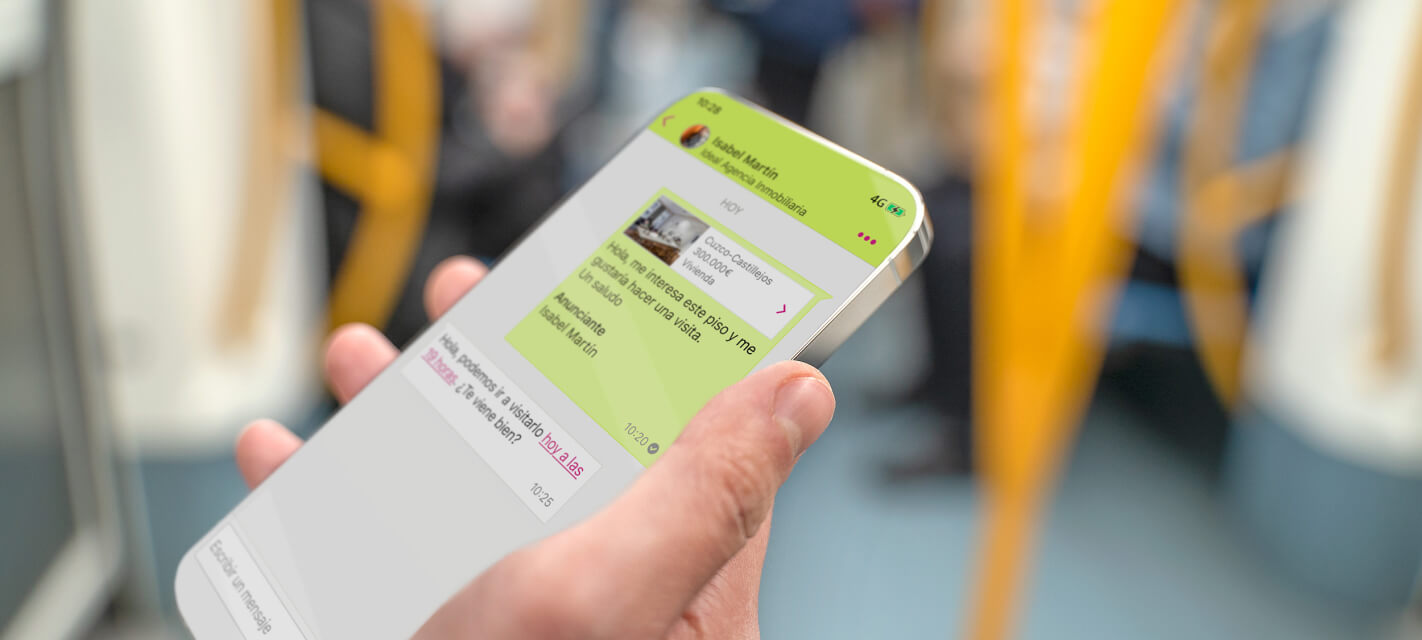 10:28
4G
Isabel Martín
Ideal Agencia Inmobiliaria
HOY
Cuzco-Castillejos
300.000€
Vivienda
Hola, me interesa este piso y me
gustaría hacer una visita.
Un saludo
Anunciante
Isabel Martín
10:20
Hola, podemos ir a visitarlo hoy a las
19 horas. ¿Te viene bien?
10:25
Escribir un mensaje